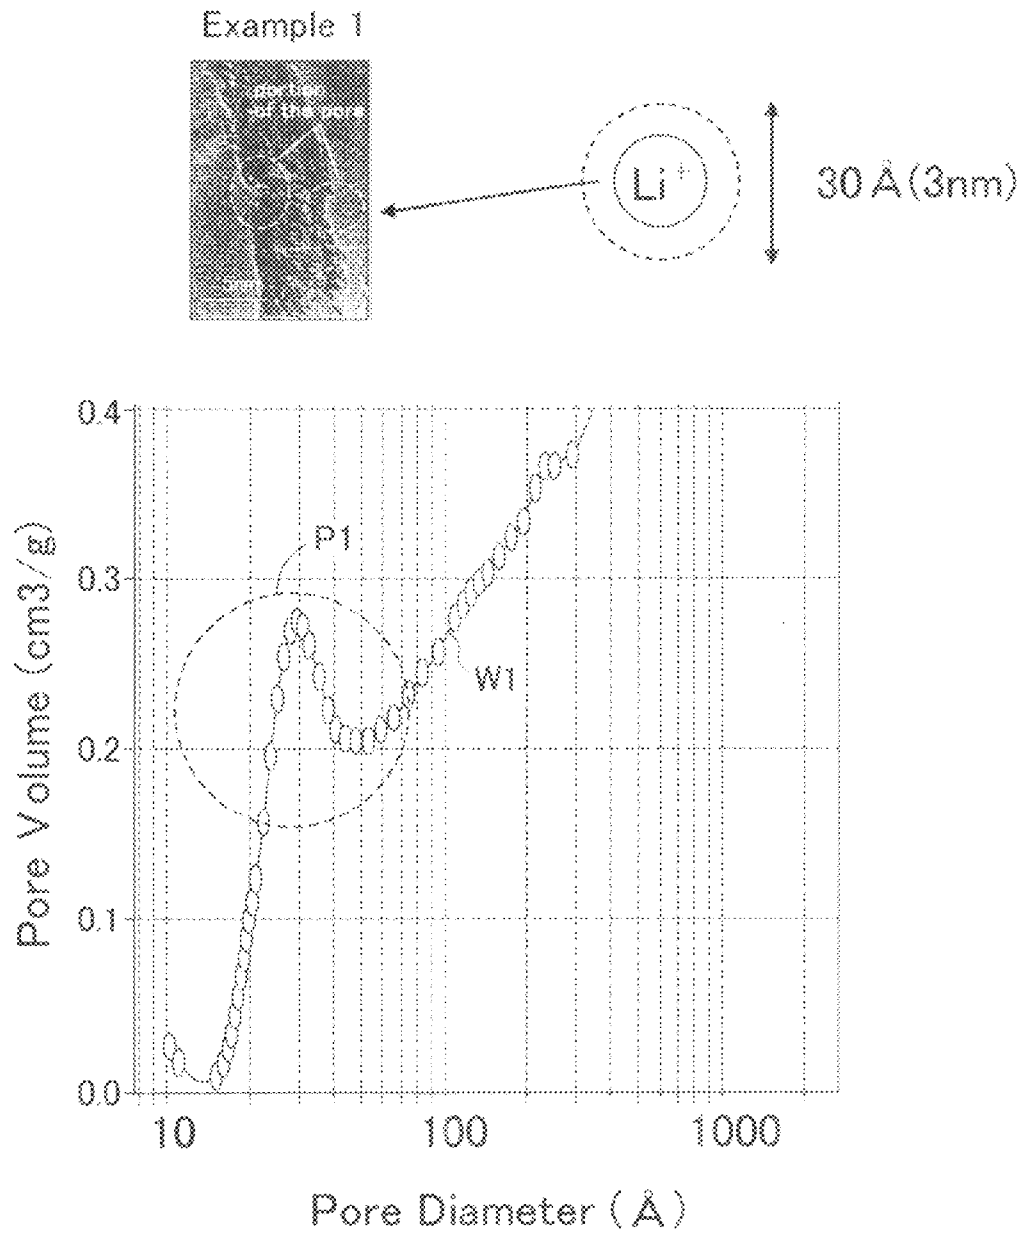 Example 1
portion
of the pore
Li+
30 Å (3nm)
0.4
0.3
0.2
0.1
0.0
P1
W1
Pore Volume (cm3/g)
10
100
1000
Pore Diameter (Å)